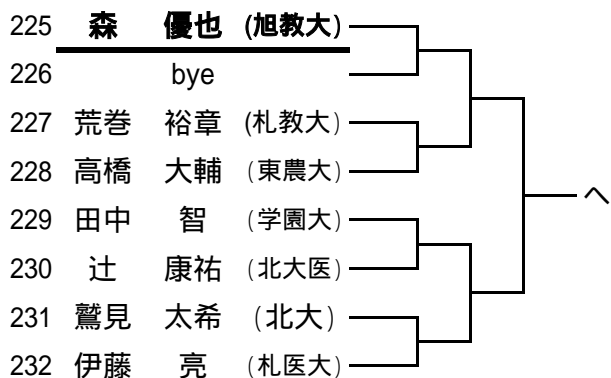 225 森 優也 (旭教大)
226 bye
227 荒巻 裕章 (札教大)
228 高橋 大輔 (東農大)
229 田中 智 (学園大)
230 辻 康祐 (北大医)
231 鷲見 太希 (北大)
232 伊藤 亮 (札医大)
へ